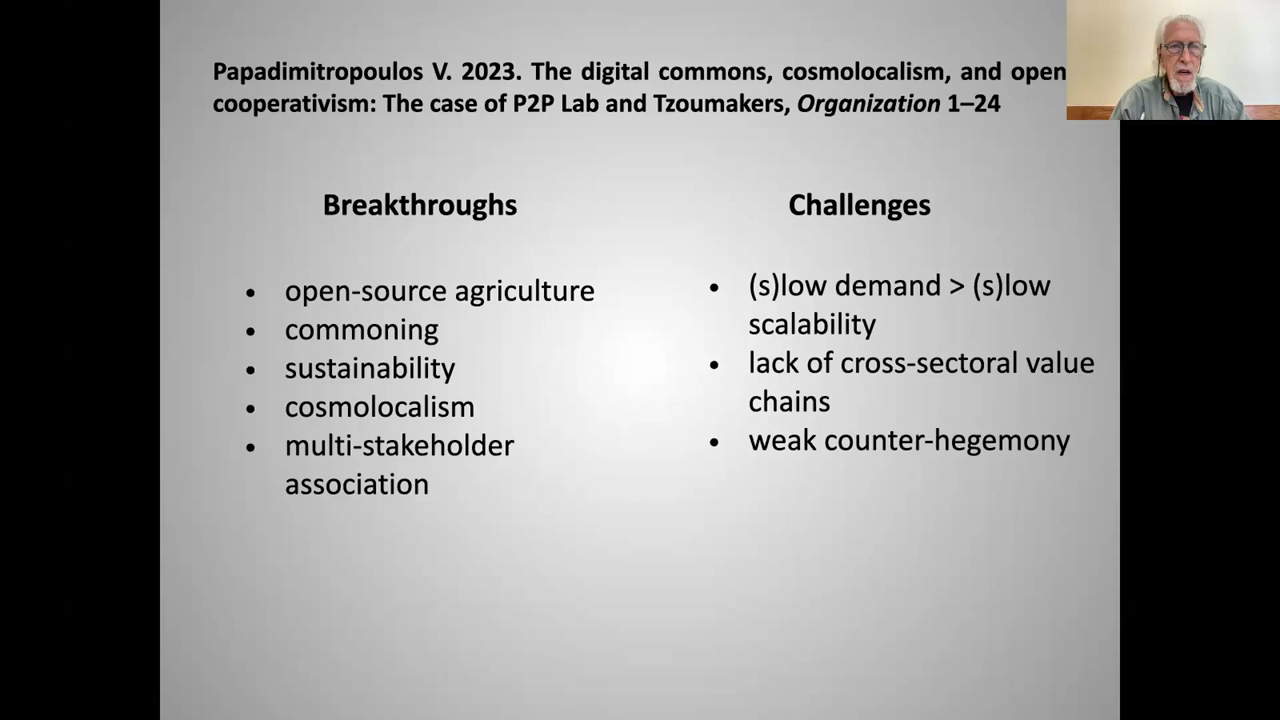 Papadimitropoulos V. 2023. The digital commons, cosmolocalism, and open
cooperativism: The case of P2P Lab and Tzoumakers, Organization 1–24
Breakthroughs
• open-source agriculture
• commoning
• sustainability
• cosmolocalism
• multi-stakeholder
association
Challenges
• (s)low demand > (s)low
scalability
• lack of cross-sectoral value
chains
• weak counter-hegemony